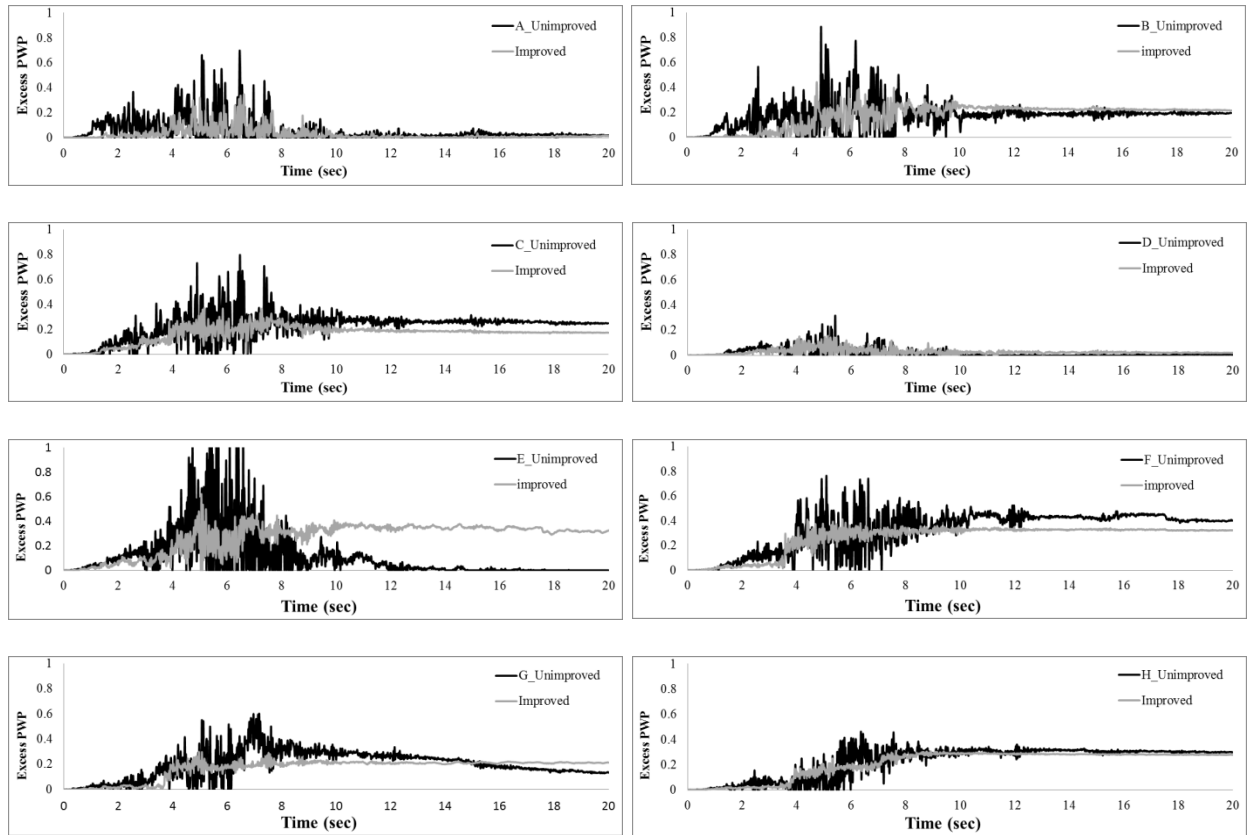 1
0.8
0.6
0.4
0.2
0
Excess PWP
A_Unimproved
Improved
0 2 4 6 8 10 12 14 16 18 20
Time (sec)
1
0.8
0.6
0.4
0.2
0
Excess PWP
B_Unimproved
improved
0 2 4 6 8 10 12 14 16 18 20
Time (sec)
1
0.8
0.6
0.4
0.2
0
Excess PWP
C_Unimproved
Improved
0 2 4 6 8 10 12 14 16 18 20
Time (sec)
1
0.8
0.6
0.4
0.2
0
Excess PWP
D_Unimproved
Improved
0 2 4 6 8 10 12 14 16 18 20
Time (sec)
1
0.8
0.6
0.4
0.2
0
Excess PWP
E_Unimproved
improved
0 2 4 6 8 10 12 14 16 18 20
Time (sec)
1
0.8
0.6
0.4
0.2
0
Excess PWP
F_Unimproved
improved
0 2 4 6 8 10 12 14 16 18 20
Time (sec)
1
0.8
0.6
0.4
0.2
0
Excess PWP
G_Unimproved
Improved
0 2 4 6 8 10 12 14 16 18 20
Time (sec)
1
0.8
0.6
0.4
0.2
0
Excess PWP
H_Unimproved
Improved
0 2 4 6 8 10 12 14 16 18 20
Time (sec)